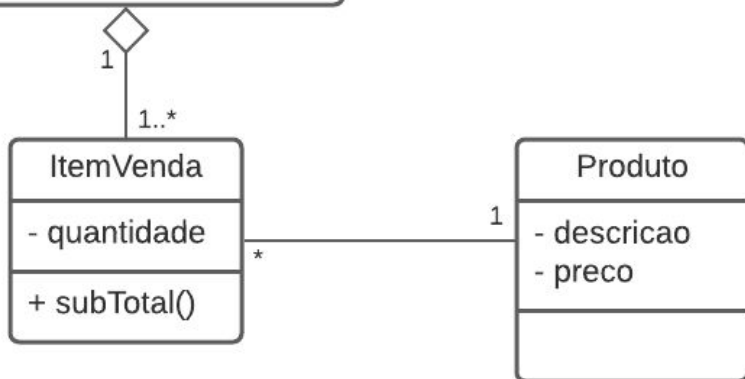 1
1..*
ItemVenda
- quantidade
+ subTotal()
*
1
Produto
- descricao
- preco